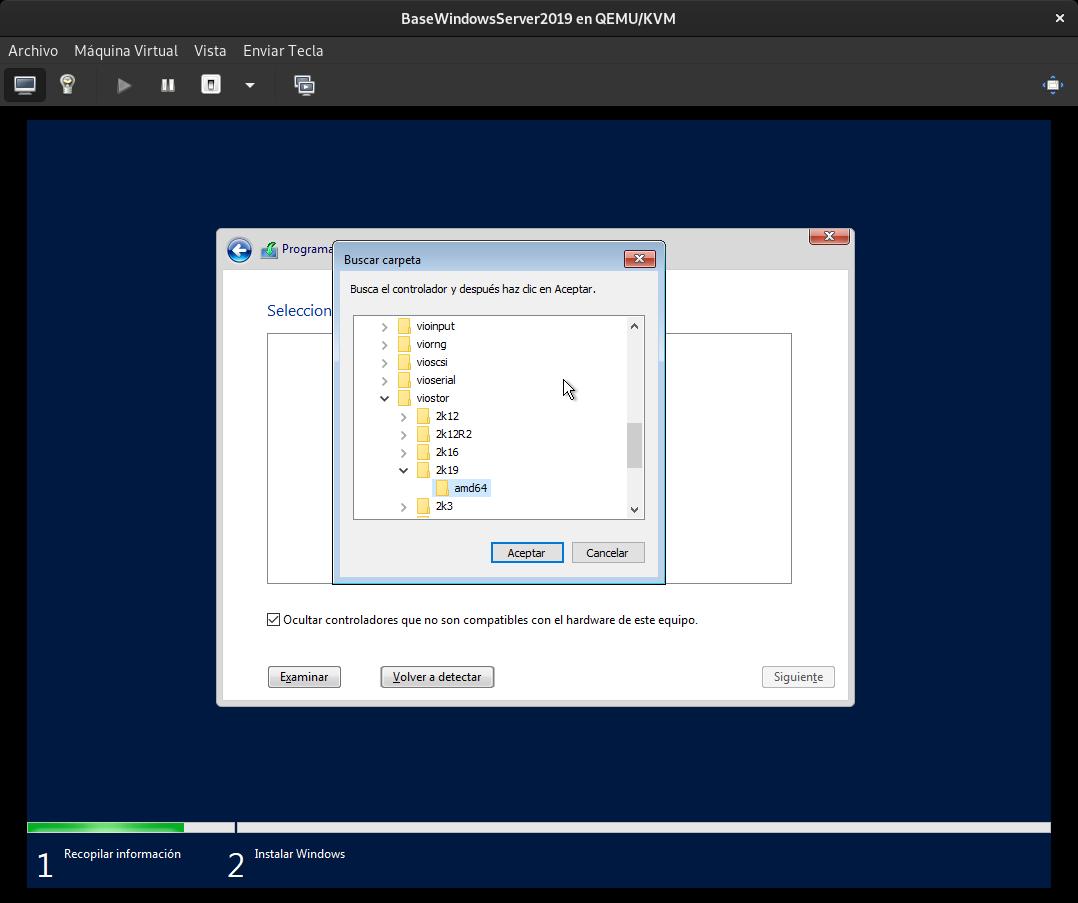 BaseWindowsServer2019 en QEMU/KVM
Archivo Máquina Virtual Vista Enviar Tecla
Programa
Buscar carpeta
Busca el controlador y después haz clic en Aceptar.
Seleccion
vioinput
viorng
vioscsi
vioserial
viostor
2k12
2k12R2
2k16
2k19
amd64
2k3
Aceptar Cancelar
Ocultar controladores que no son compatibles con el hardware de este equipo.
Examinar Volver a detectar Siguiente
1 Recopilar información 2 Instalar Windows